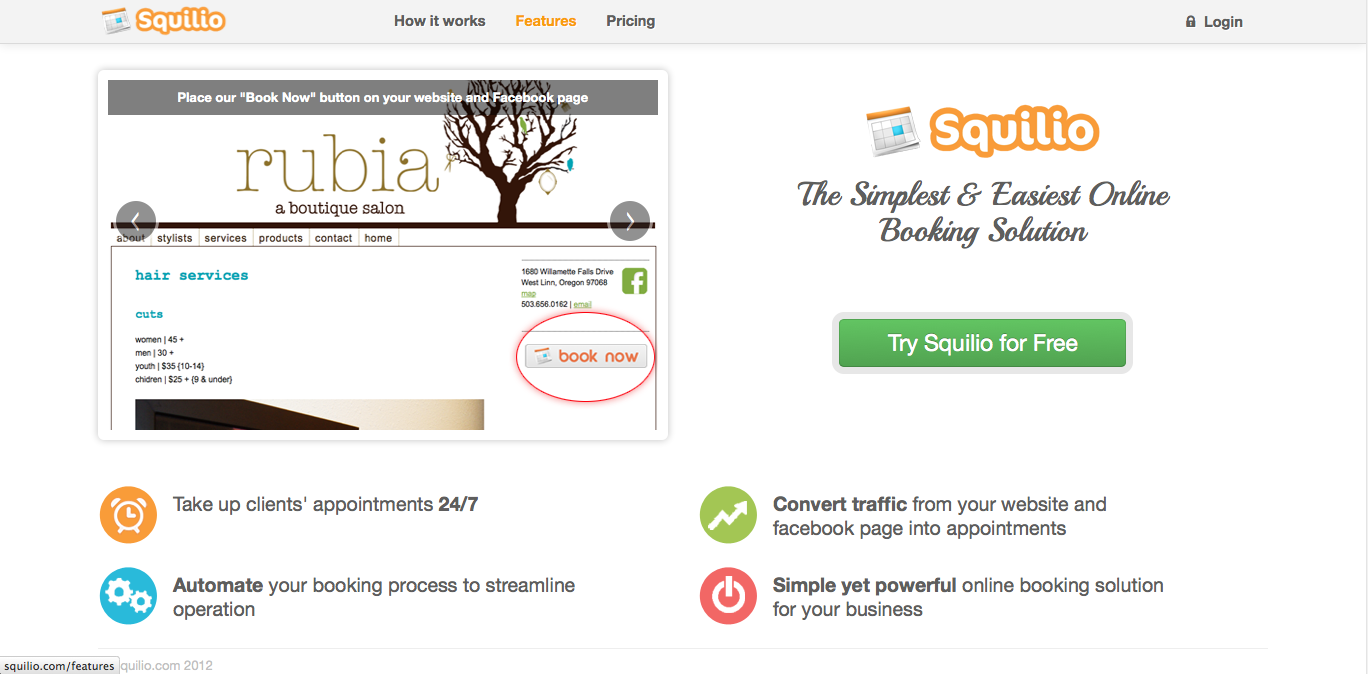 Squilio
How it works
Features
Pricing
Login
Place our "Book Now" button on your website and Facebook page
rubia
a boutique salon
about
stylists
services
products
contact
home
hair services
cuts
women | 45 +
men | 30 +
youth | $35 {10-14}
chidren | $25 + {9 & under}
1680 Willamette Falls Drive
West Linn, Oregon 97068
map
503.656.0162 | email
book now
Squilio
The Simplest & Easiest Online
Booking Solution
Try Squilio for Free
Take up clients' appointments 24/7
Convert traffic from your website and
facebook page into appointments
Automate your booking process to streamline
operation
Simple yet powerful online booking solution
for your business
squilio.com/features
quilio.com 2012